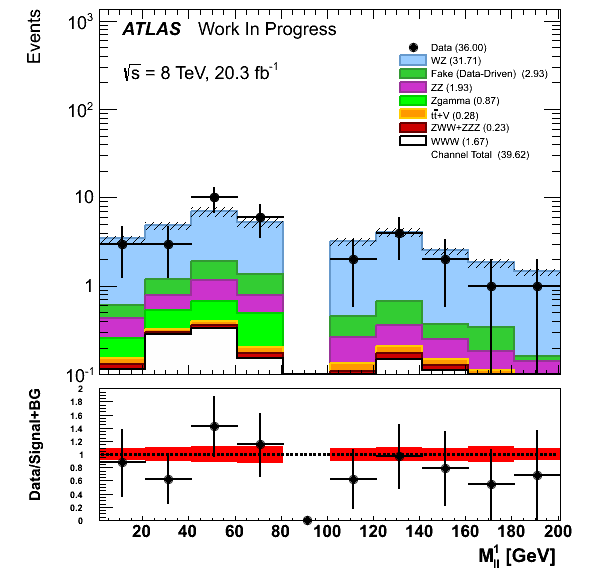 Events
10³
10²
10
1
10⁻¹
ATLAS Work In Progress
√s = 8 TeV, 20.3 fb⁻¹
Data (36.00)
WZ (31.71)
Fake (Data-Driven) (2.93)
ZZ (1.93)
Zgamma (0.87)
tt̄+V (0.28)
ZWW+ZZZ (0.23)
WWW (1.67)
Channel Total (39.62)
Data/Signal+BG
2
1.8
1.6
1.4
1.2
1
0.8
0.6
0.4
0.2
0
20 40 60 80 100 120 140 160 180 200
M¹ll [GeV]